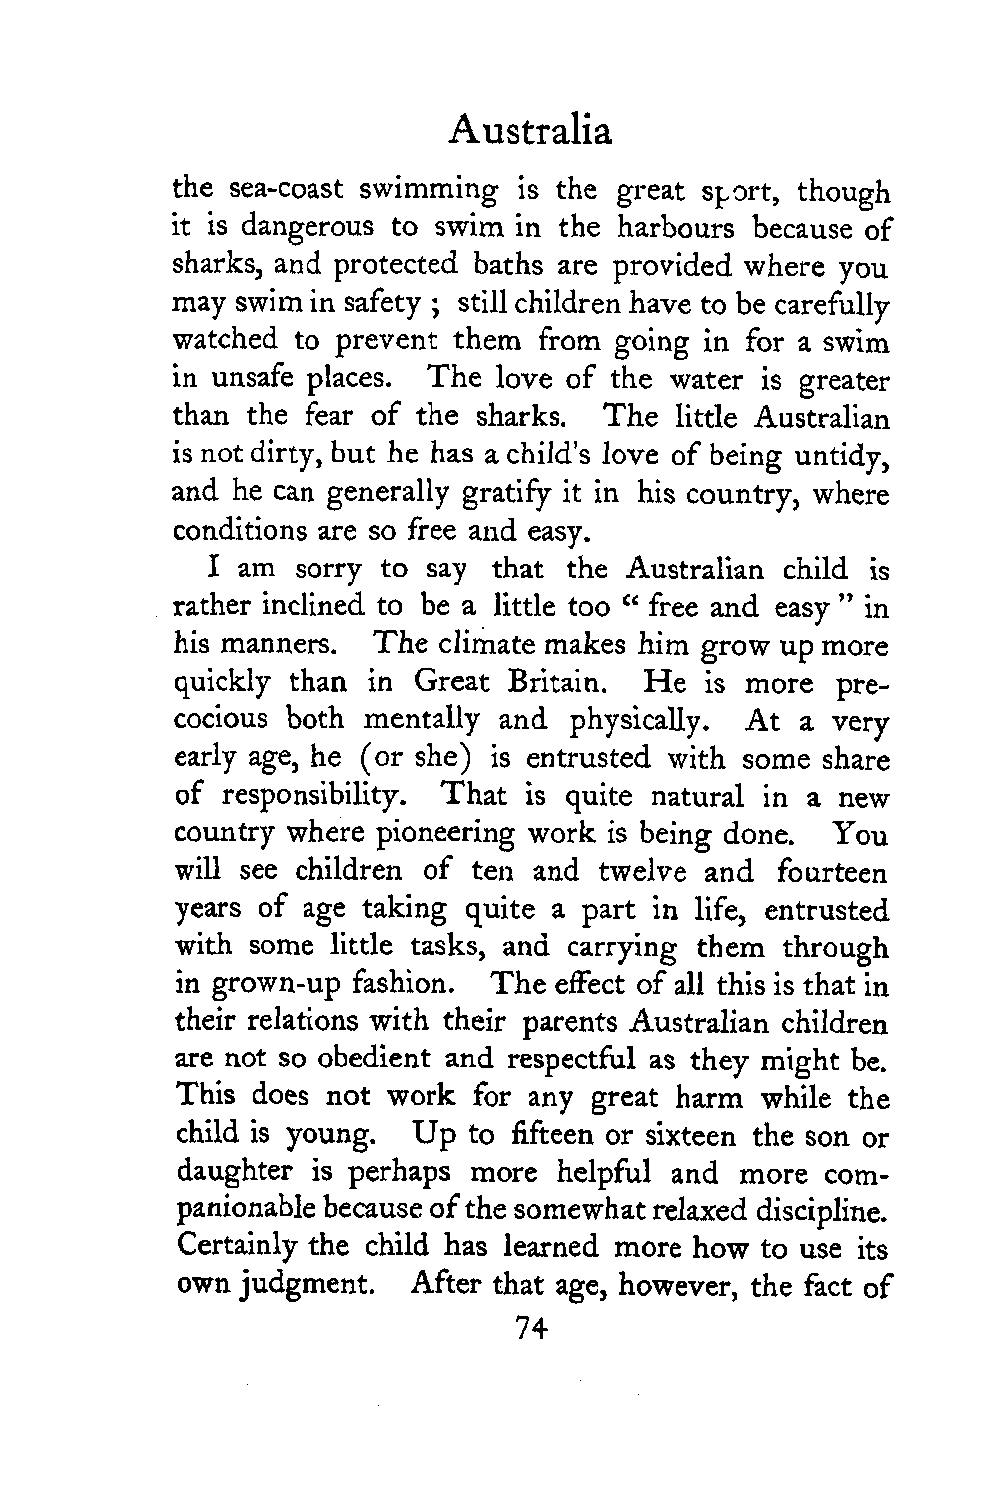 Australia
the sea-coast swimming is the great sport, though
it is dangerous to swim in the harbours because of
sharks, and protected baths are provided where you
may swim in safety ; still children have to be carefully
watched to prevent them from going in for a swim
in unsafe places. The love of the water is greater
than the fear of the sharks. The little Australian
is not dirty, but he has a child's love of being untidy,
and he can generally gratify it in his country, where
conditions are so free and easy.
I am sorry to say that the Australian child is
rather inclined to be a little too “ free and easy ” in
his manners. The climate makes him grow up more
quickly than in Great Britain. He is more pre-
cocious both mentally and physically. At a very
early age, he (or she) is entrusted with some share
of responsibility. That is quite natural in a new
country where pioneering work is being done. You
will see children of ten and twelve and fourteen
years of age taking quite a part in life, entrusted
with some little tasks, and carrying them through
in grown-up fashion. The effect of all this is that in
their relations with their parents Australian children
are not so obedient and respectful as they might be.
This does not work for any great harm while the
child is young. Up to fifteen or sixteen the son or
daughter is perhaps more helpful and more com-
panionable because of the somewhat relaxed discipline.
Certainly the child has learned more how to use its
own judgment. After that age, however, the fact of
74